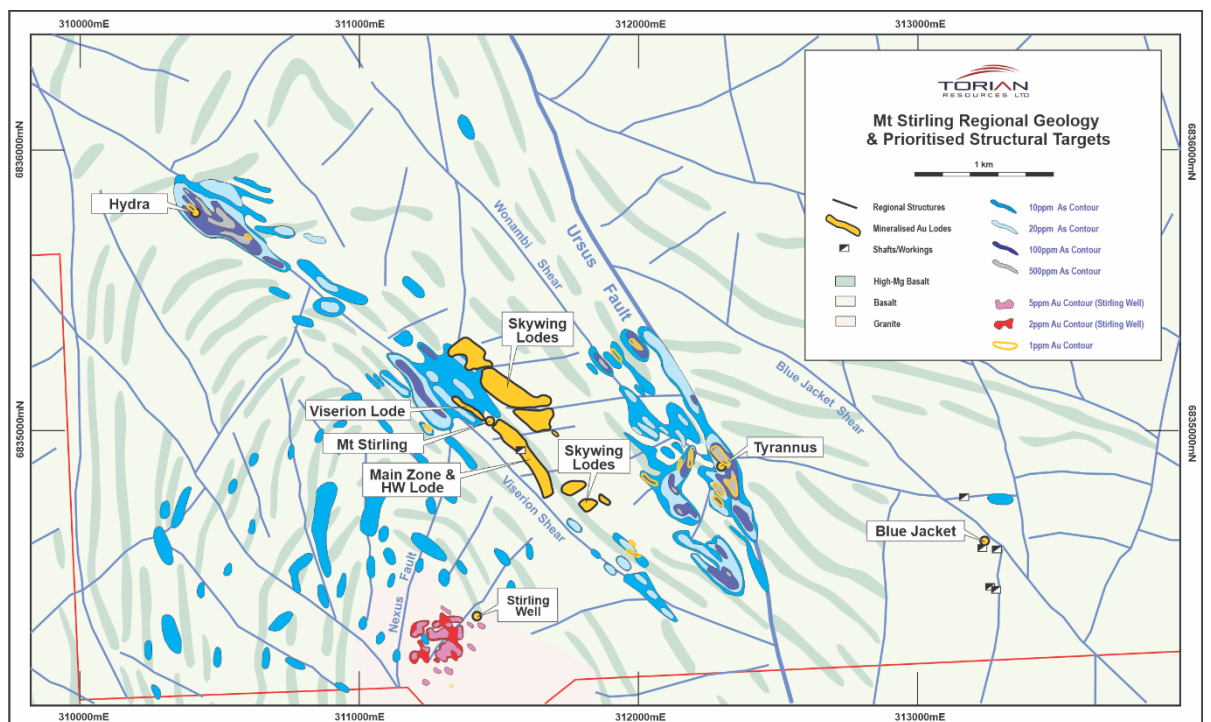 310000mE
311000mE
312000mE
313000mE
6836000mN
6836000mN
TORIAN
RESOURCES LTD
Mt Stirling Regional Geology
& Prioritised Structural Targets
1 km
Regional Structures
Mineralised Au Lodes
Shafts/Workings
High-Mg Basalt
Basalt
Granite
10ppm As Contour
20ppm As Contour
100ppm As Contour
500ppm As Contour
5ppm Au Contour (Stirling Well)
2ppm Au Contour (Stirling Well)
1ppm Au Contour
Hydra
Wonambi Shear
Ursus Fault
Skywing
Lodes
Blue Jacket Shear
Viserion Lode
6835000mN
6835000mN
Mt Stirling
Main Zone &
HW Lode
Skywing
Lodes
Tyrannus
Viserion Shear
Blue Jacket
Nexus Fault
Stirling
Well
310000mE
311000mE
312000mE
313000mE